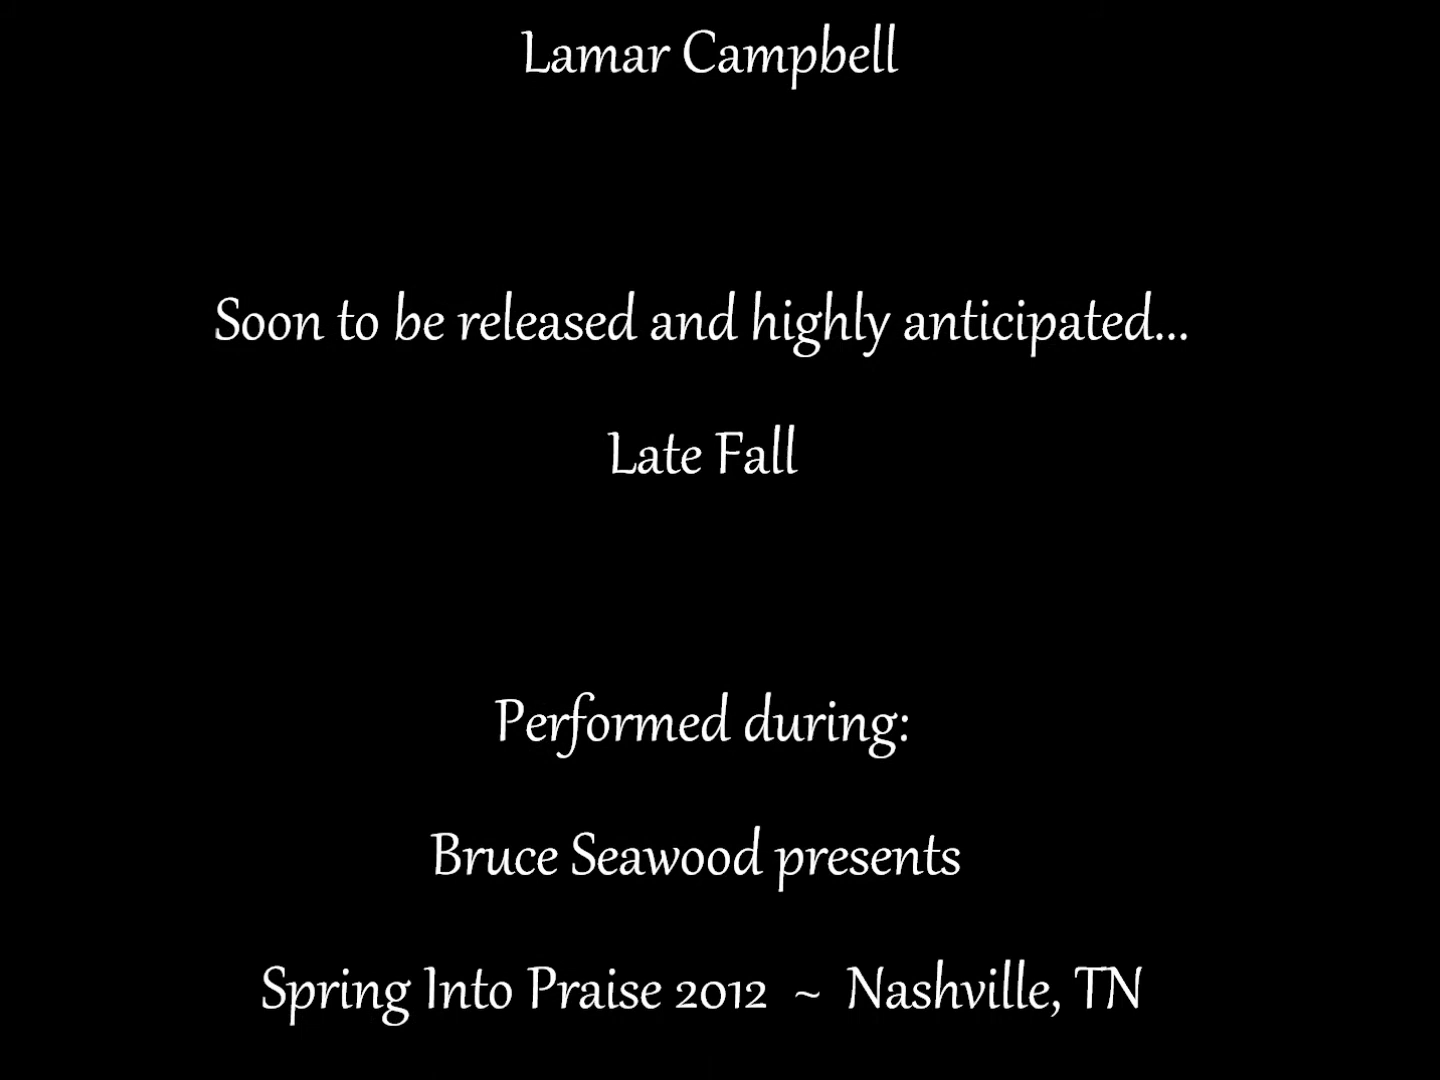 Lamar Campbell
Soon to be released and highly anticipated...
Late Fall
Performed during:
Bruce Seawood presents
Spring Into Praise 2012 ~ Nashville, TN